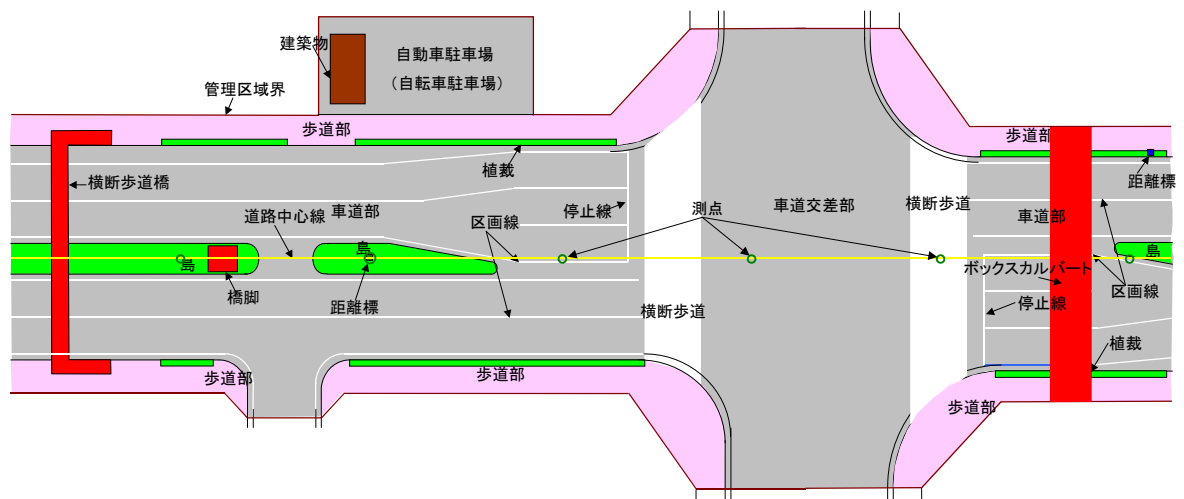 建築物
自動車駐車場
（自転車駐車場）
管理区域界
歩道部
歩道部
植裁
距離標
横断歩道橋
道路中心線
車道部
区画線
停止線
測点
車道交差部
横断歩道
車道部
島
島
島
ボックスカルバート
橋脚
距離標
横断歩道
停止線
区画線
植裁
歩道部
歩道部
歩道部